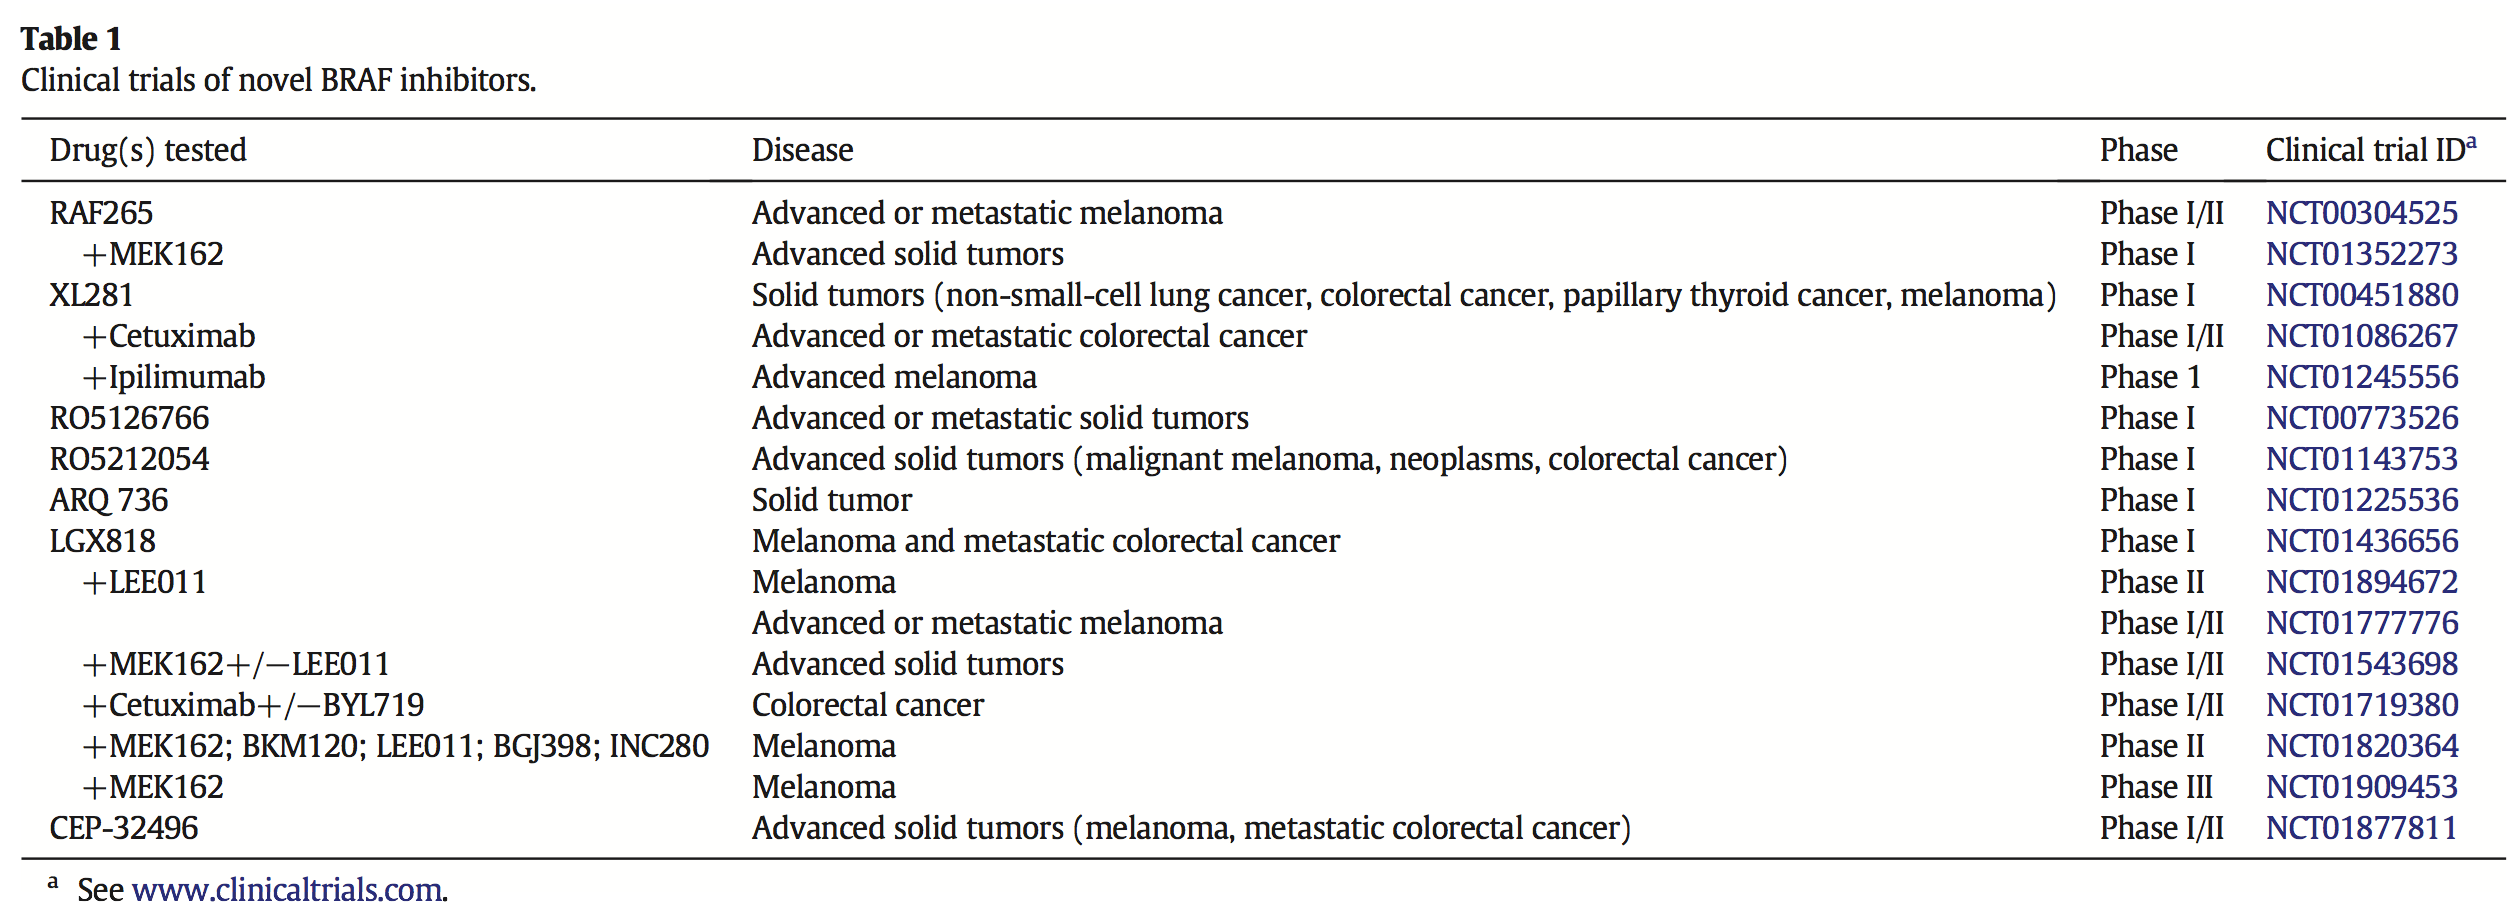 Table 1
Clinical trials of novel BRAF inhibitors.
Drug(s) tested Disease Phase Clinical trial IDa
RAF265 Advanced or metastatic melanoma Phase I/II NCT00304525
+MEK162 Advanced solid tumors Phase I NCT01352273
XL281 Solid tumors (non-small-cell lung cancer, colorectal cancer, papillary thyroid cancer, melanoma) Phase I NCT00451880
+Cetuximab Advanced or metastatic colorectal cancer Phase I/II NCT01086267
+Ipilimumab Advanced melanoma Phase 1 NCT01245556
RO5126766 Advanced or metastatic solid tumors Phase I NCT00773526
RO5212054 Advanced solid tumors (malignant melanoma, neoplasms, colorectal cancer) Phase I NCT01143753
ARQ 736 Solid tumor Phase I NCT01225536
LGX818 Melanoma and metastatic colorectal cancer Phase I NCT01436656
+LEE011 Melanoma Phase II NCT01894672
Advanced or metastatic melanoma Phase I/II NCT01777776
+MEK162+/−LEE011 Advanced solid tumors Phase I/II NCT01543698
+Cetuximab+/−BYL719 Colorectal cancer Phase I/II NCT01719380
+MEK162; BKM120; LEE011; BGJ398; INC280 Melanoma Phase II NCT01820364
+MEK162 Melanoma Phase III NCT01909453
CEP-32496 Advanced solid tumors (melanoma, metastatic colorectal cancer) Phase I/II NCT01877811
a See www.clinicaltrials.com.